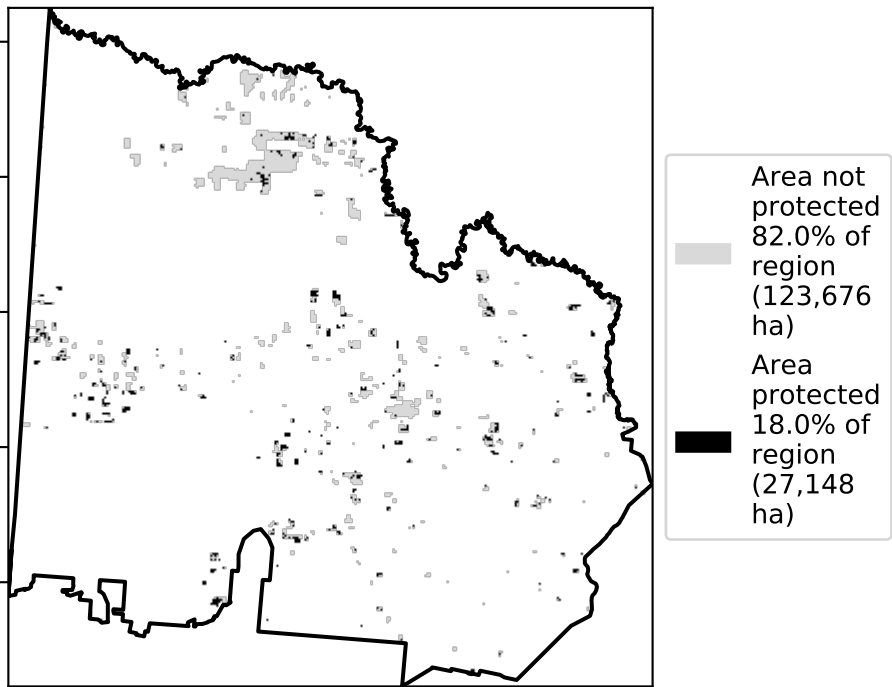 Area not
protected
82.0% of
region
(123,676
ha)
Area
protected
18.0% of
region
(27,148
ha)